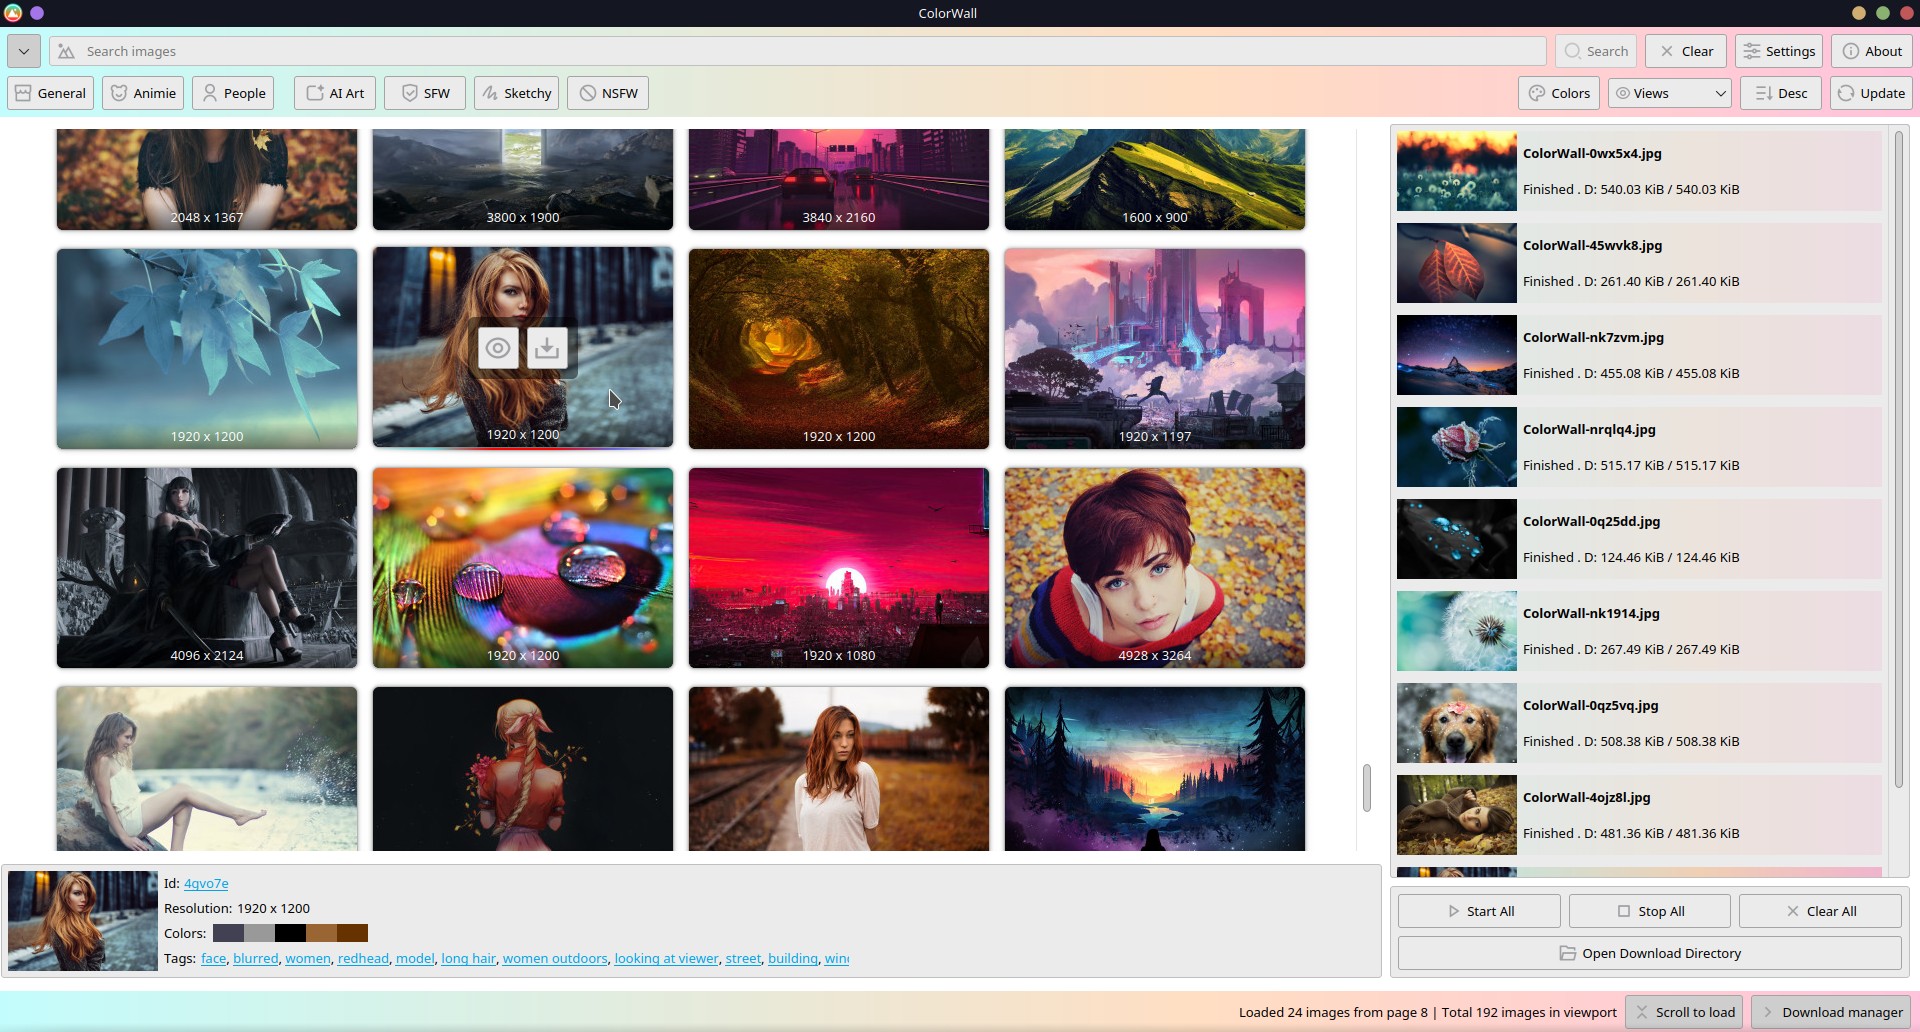 ColorWall
Search images
Search
Clear
Settings
About
General
Animie
People
AI Art
SFW
Sketchy
NSFW
Colors
Views
Desc
Update
2048 x 1367
3800 x 1900
3840 x 2160
1600 x 900
1920 x 1200
1920 x 1200
1920 x 1200
1920 x 1197
4096 x 2124
1920 x 1200
1920 x 1080
4928 x 3264
ColorWall-0wx5x4.jpg
Finished . D: 540.03 KiB / 540.03 KiB
ColorWall-45wvk8.jpg
Finished . D: 261.40 KiB / 261.40 KiB
ColorWall-nk7zvm.jpg
Finished . D: 455.08 KiB / 455.08 KiB
ColorWall-nrqlq4.jpg
Finished . D: 515.17 KiB / 515.17 KiB
ColorWall-0q25dd.jpg
Finished . D: 124.46 KiB / 124.46 KiB
ColorWall-nk1914.jpg
Finished . D: 267.49 KiB / 267.49 KiB
ColorWall-0qz5vq.jpg
Finished . D: 508.38 KiB / 508.38 KiB
ColorWall-4ojz8l.jpg
Finished . D: 481.36 KiB / 481.36 KiB
Id: 4gvo7e
Resolution: 1920 x 1200
Colors:
Tags: face, blurred, women, redhead, model, long hair, women outdoors, looking at viewer, street, building,
Start All
Stop All
Clear All
Open Download Directory
Loaded 24 images from page 8 | Total 192 images in viewport
Scroll to load
Download manager